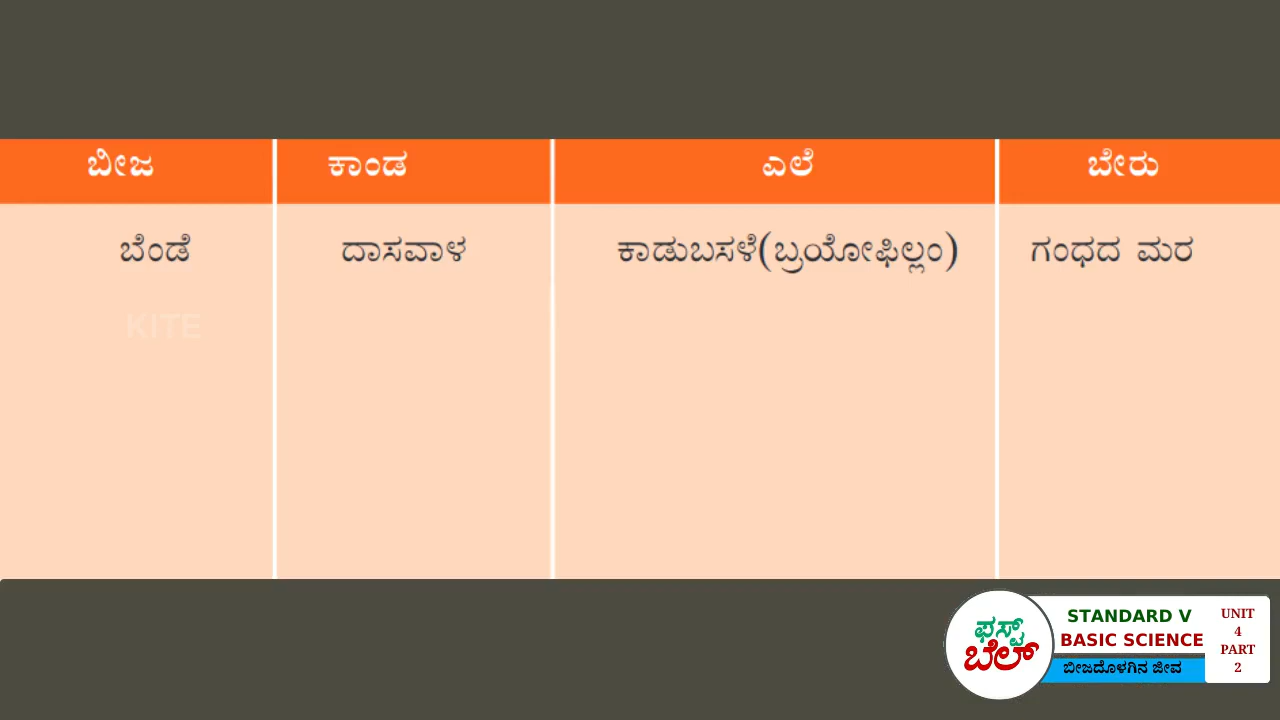 ಬೀಜ ಕಾಂಡ ಎಲೆ ಬೇರು
ಬೆಂಡೆ ದಾಸವಾಳ ಕಾಡುಬಸಳೆ(ಬ್ರಯೋಫಿಲ್ಲಂ) ಗಂಧದ ಮರ
KITE
ಫಸ್ಟ್
ಬೆಲ್
STANDARD V
BASIC SCIENCE
ಬೀಜದೊಳಗಿನ ಜೀವ
UNIT
4
PART
2